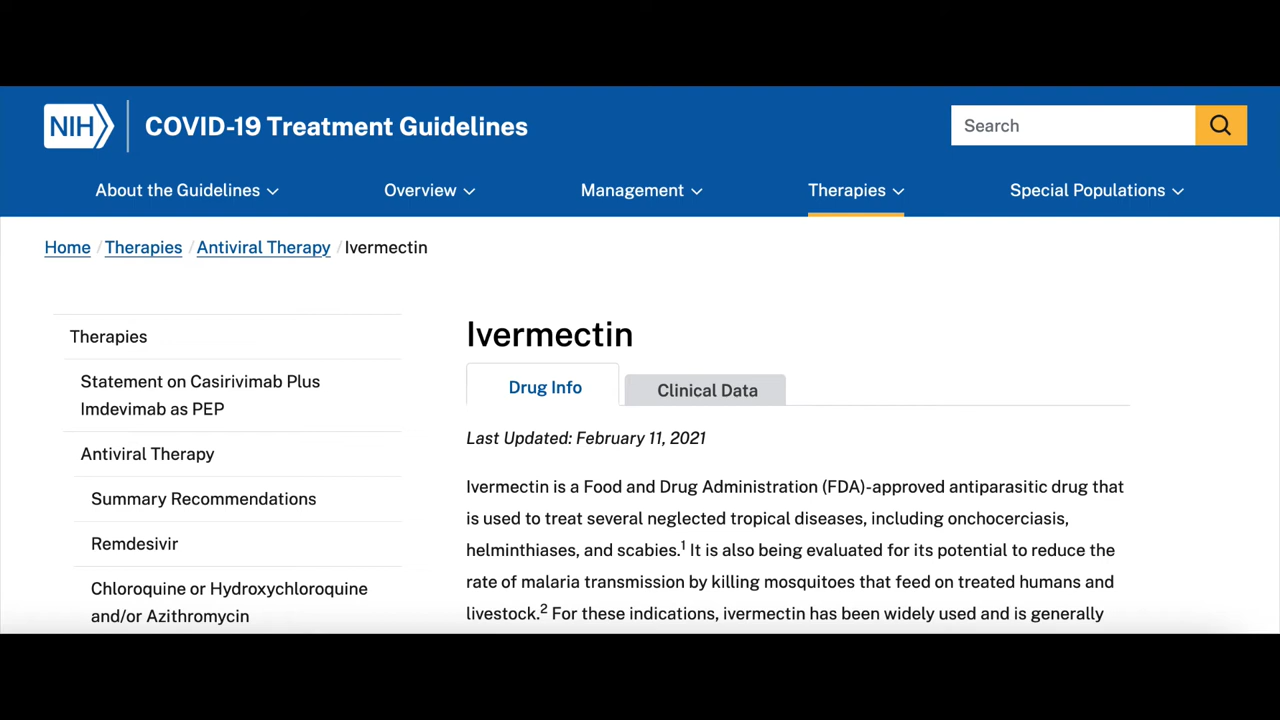 NIH
COVID-19 Treatment Guidelines
Search
About the Guidelines
Overview
Management
Therapies
Special Populations
Home / Therapies / Antiviral Therapy / Ivermectin
Therapies
Statement on Casirivimab Plus
Imdevimab as PEP
Antiviral Therapy
Summary Recommendations
Remdesivir
Chloroquine or Hydroxychloroquine
and/or Azithromycin
Ivermectin
Drug Info
Clinical Data
Last Updated: February 11, 2021
Ivermectin is a Food and Drug Administration (FDA)-approved antiparasitic drug that
is used to treat several neglected tropical diseases, including onchocerciasis,
helminthiases, and scabies.1 It is also being evaluated for its potential to reduce the
rate of malaria transmission by killing mosquitoes that feed on treated humans and
livestock.2 For these indications, ivermectin has been widely used and is generally